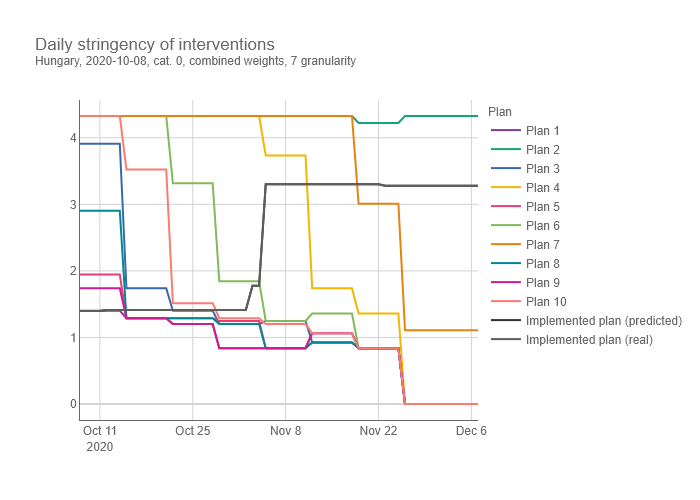 Daily stringency of interventions
Hungary, 2020-10-08, cat. 0, combined weights, 7 granularity
Plan
Plan 1
Plan 2
Plan 3
Plan 4
Plan 5
Plan 6
Plan 7
Plan 8
Plan 9
Plan 10
Implemented plan (predicted)
Implemented plan (real)
4
3
2
1
0
Oct 11
2020
Oct 25
Nov 8
Nov 22
Dec 6